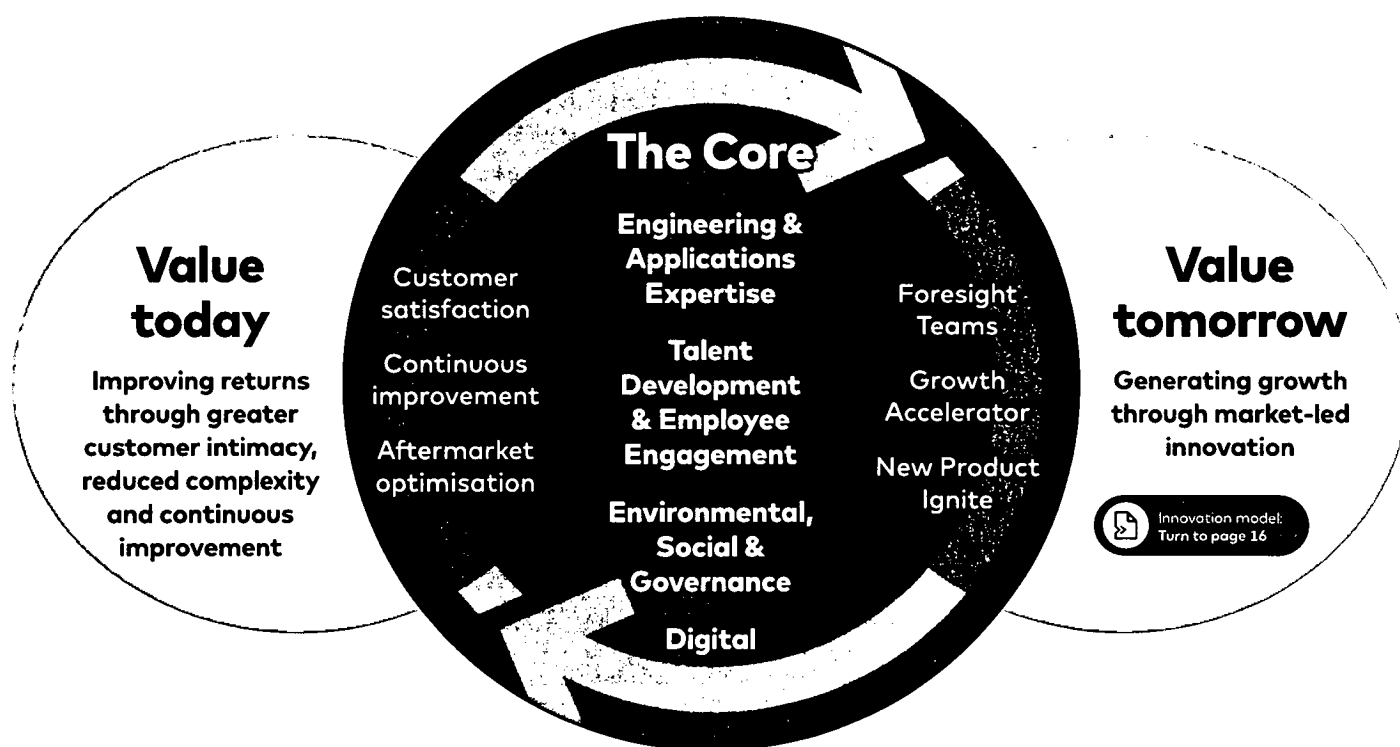 Value
today
Improving returns
through greater
customer intimacy,
reduced complexity
and continuous
improvement
Customer
satisfaction
Continuous
improvement
Aftermarket
optimisation
The Core
Engineering &
Applications
Expertise
Talent
Development
& Employee
Engagement
Environmental,
Social &
Governance
Digital
Foresight
Teams
Growth
Accelerator
New Product
Ignite
Value
tomorrow
Generating growth
through market-led
innovation
Innovation model:
Turn to page 16